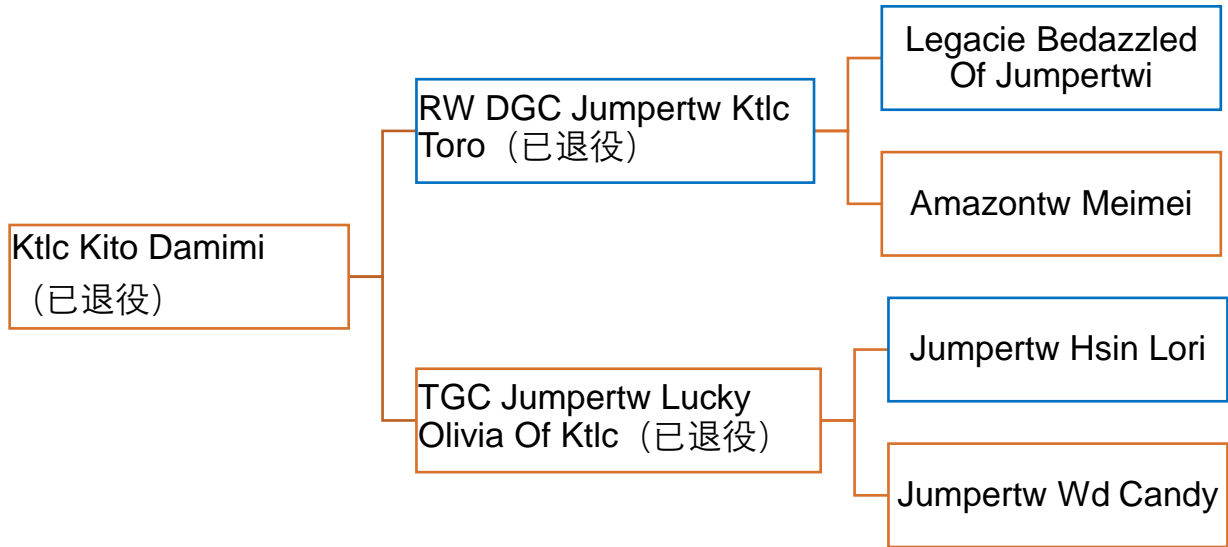 Legacie Bedazzled
Of Jumpertwi
RW DGC Jumpertw Ktlc
Toro（已退役）
Amazontw Meimei
Ktlc Kito Damimi
（已退役）
Jumpertw Hsin Lori
TGC Jumpertw Lucky
Olivia Of Ktlc（已退役）
Jumpertw Wd Candy